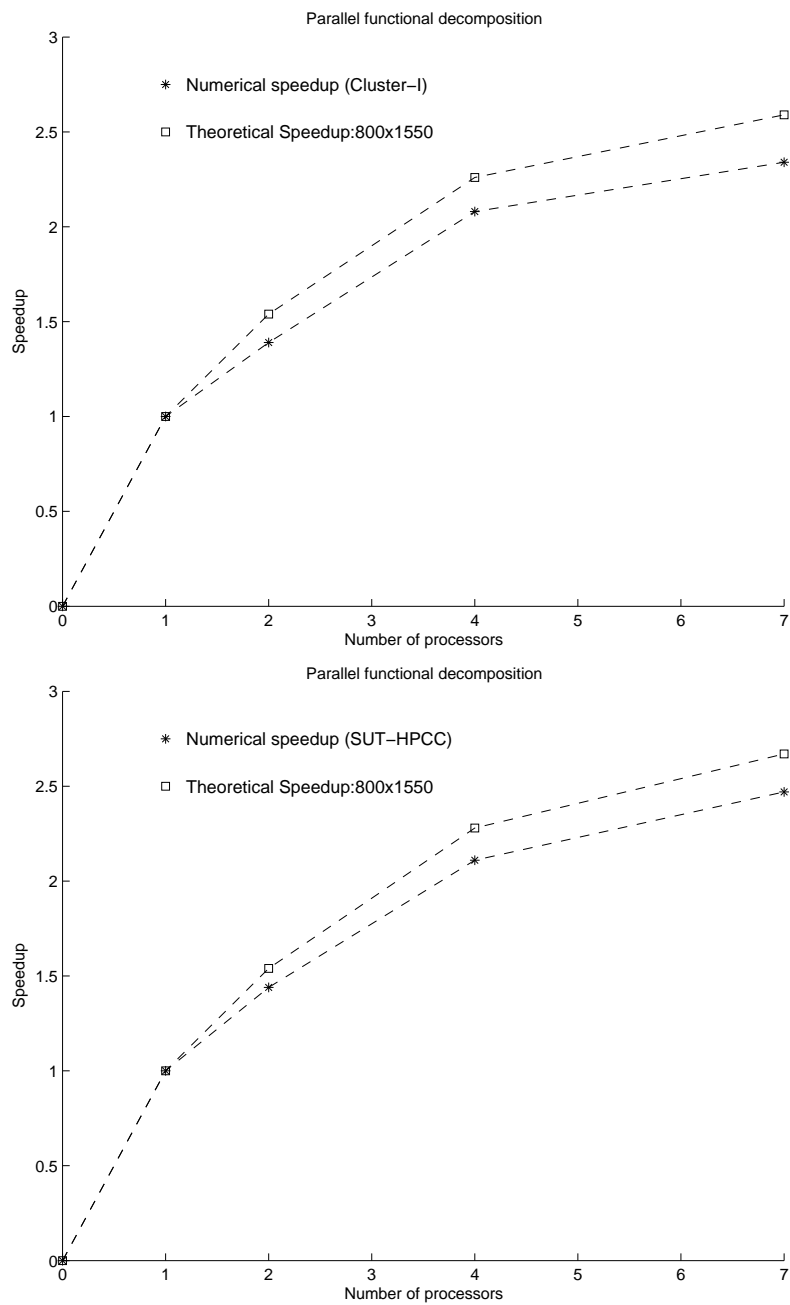 Parallel functional decomposition
3
Numerical speedup (Cluster−I)
Theoretical Speedup:800x1550
2.5
2
1.5
1
0.5
0
Speedup
0 1 2 3 4 5 6 7
Number of processors
Parallel functional decomposition
3
Numerical speedup (SUT−HPCC)
Theoretical Speedup:800x1550
2.5
2
1.5
1
0.5
0
Speedup
0 1 2 3 4 5 6 7
Number of processors